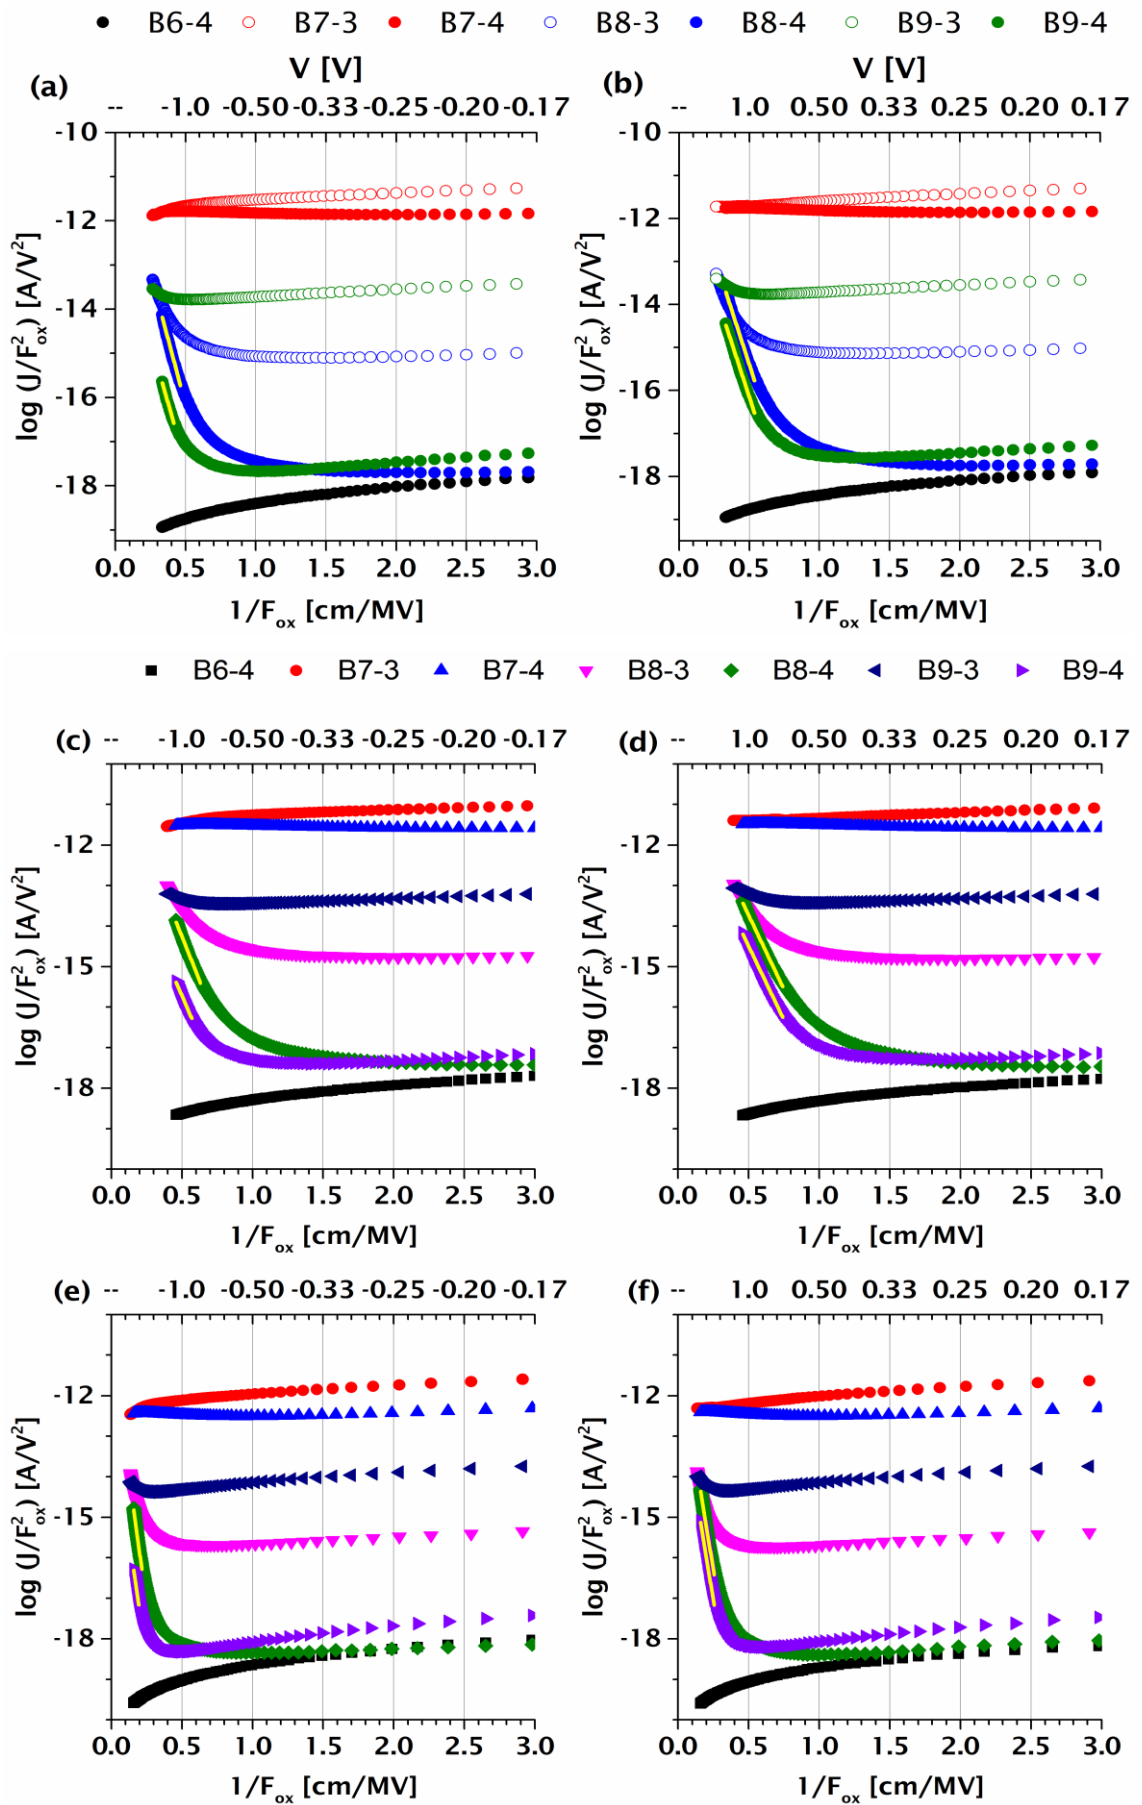 B6-4 B7-3 B7-4 B8-3 B8-4 B9-3 B9-4
V [V] V [V]
(a) -- -1.0 -0.50 -0.33 -0.25 -0.20 -0.17
(b) -- 1.0 0.50 0.33 0.25 0.20 0.17
-10
-12
-14
-16
-18
log (J/F²ox) [A/V²]
0.0 0.5 1.0 1.5 2.0 2.5 3.0
1/Fox [cm/MV]
-10
-12
-14
-16
-18
log (J/F²ox) [A/V²]
0.0 0.5 1.0 1.5 2.0 2.5 3.0
1/Fox [cm/MV]
B6-4 B7-3 B7-4 B8-3 B8-4 B9-3 B9-4
(c) -- -1.0 -0.50 -0.33 -0.25 -0.20 -0.17
(d) -- 1.0 0.50 0.33 0.25 0.20 0.17
-12
-15
-18
log (J/F²ox) [A/V²]
0.0 0.5 1.0 1.5 2.0 2.5 3.0
1/Fox [cm/MV]
-12
-15
-18
log (J/F²ox) [A/V²]
0.0 0.5 1.0 1.5 2.0 2.5 3.0
1/Fox [cm/MV]
(e) -- -1.0 -0.50 -0.33 -0.25 -0.20 -0.17
(f) -- 1.0 0.50 0.33 0.25 0.20 0.17
-12
-15
-18
log (J/F²ox) [A/V²]
0.0 0.5 1.0 1.5 2.0 2.5 3.0
1/Fox [cm/MV]
-12
-15
-18
log (J/F²ox) [A/V²]
0.0 0.5 1.0 1.5 2.0 2.5 3.0
1/Fox [cm/MV]